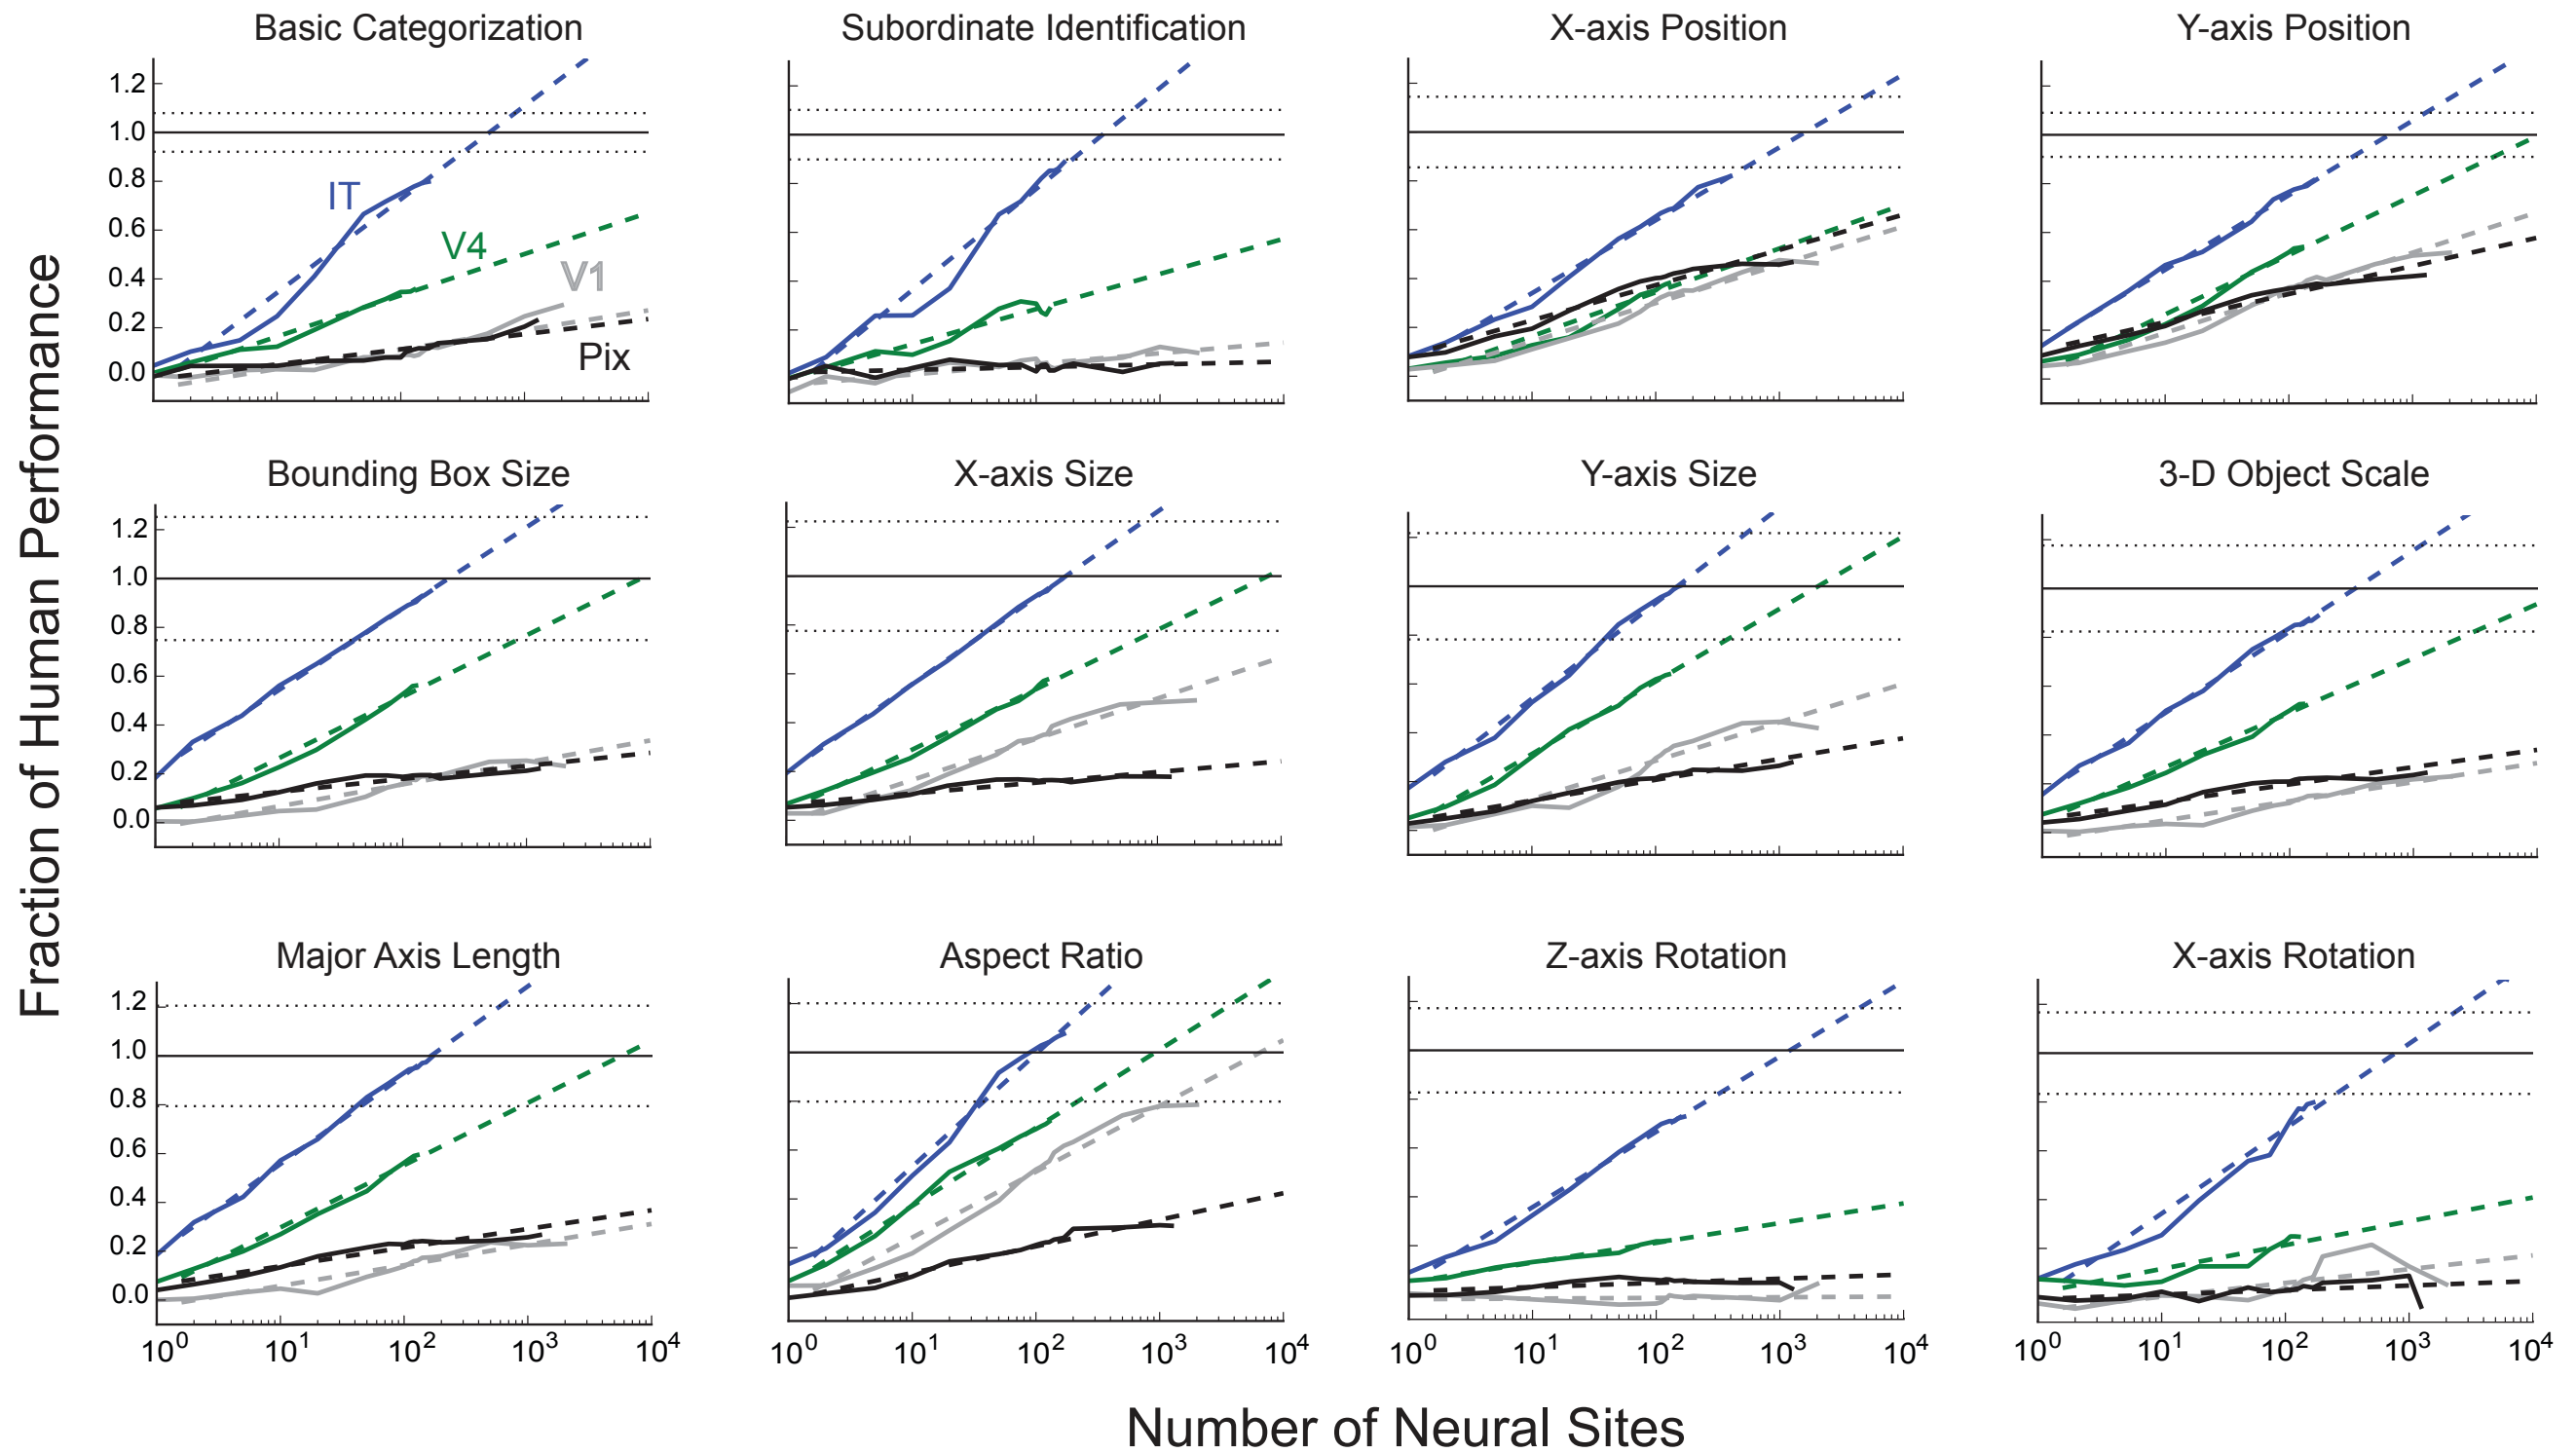 Basic Categorization
Subordinate Identification
X-axis Position
Y-axis Position
1.2
1.0
0.8
0.6
0.4
0.2
0.0
IT
V4
V1
Pix
Fraction of Human Performance
Bounding Box Size
X-axis Size
Y-axis Size
3-D Object Scale
1.2
1.0
0.8
0.6
0.4
0.2
0.0
Major Axis Length
Aspect Ratio
Z-axis Rotation
X-axis Rotation
1.2
1.0
0.8
0.6
0.4
0.2
0.0
10⁰ 10¹ 10² 10³ 10⁴
10⁰ 10¹ 10² 10³ 10⁴
10⁰ 10¹ 10² 10³ 10⁴
10⁰ 10¹ 10² 10³ 10⁴
Number of Neural Sites